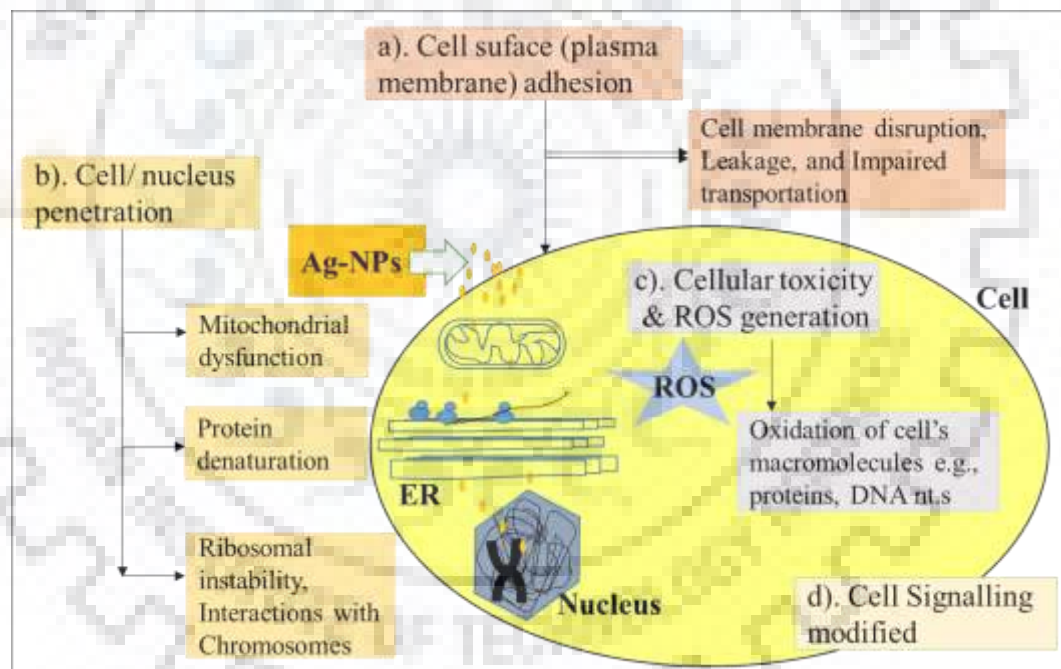 a). Cell suface (plasma
membrane) adhesion
Cell membrane disruption,
Leakage, and Impaired
transportation
b). Cell/ nucleus
penetration
Ag-NPs
c). Cellular toxicity
& ROS generation
Cell
Mitochondrial
dysfunction
ROS
Protein
denaturation
Oxidation of cell's
macromolecules e.g.,
proteins, DNA nt.s
ER
Ribosomal
instability,
Interactions with
Chromosomes
Nucleus
d). Cell Signalling
modified